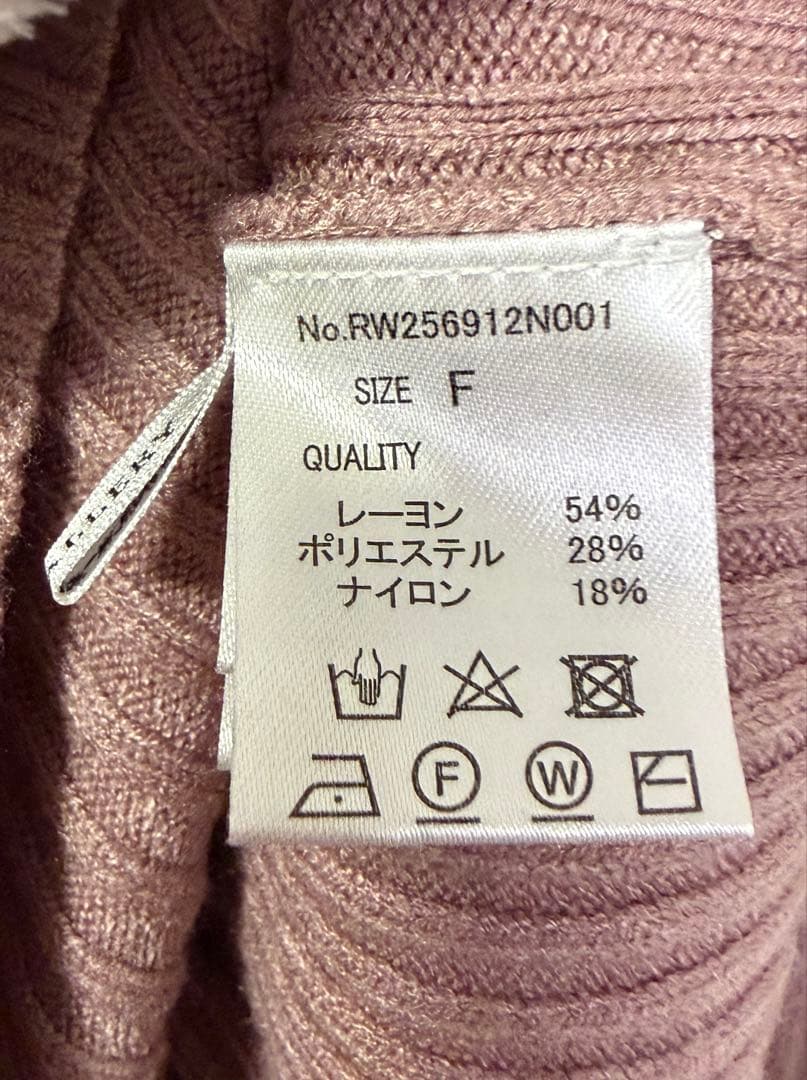 No.RW256912N001
SIZE F
QUALITY
レーヨン 54%
ポリエステル 28%
ナイロン 18%
F W